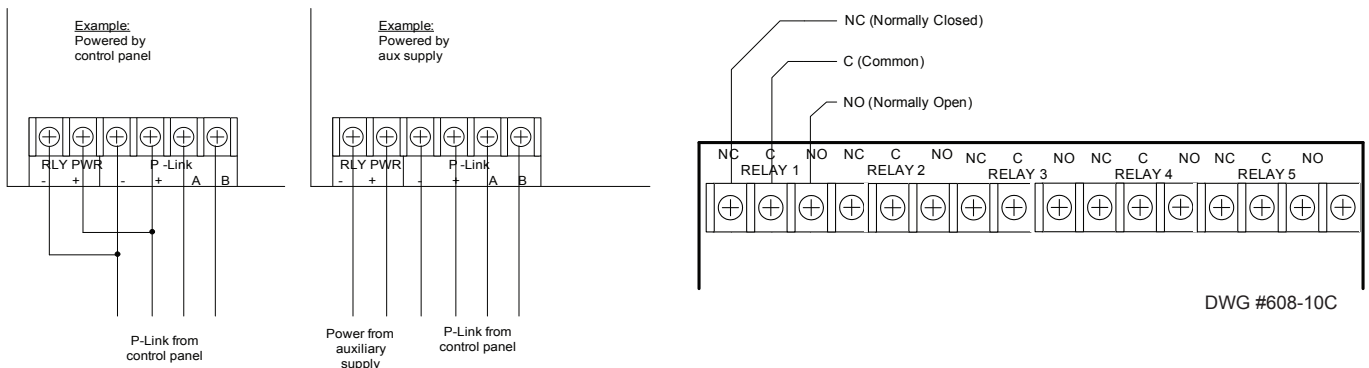 Example:
Powered by
control panel
RLY PWR P -Link
- + - + A B
P-Link from
control panel
Example:
Powered by
aux supply
RLY PWR P -Link
- + - + A B
Power from
auxiliary
supply
P-Link from
control panel
NC (Normally Closed)
C (Common)
NO (Normally Open)
NC C NO NC C NO NC C NO NC C NO NC C NO
RELAY 1 RELAY 2 RELAY 3 RELAY 4 RELAY 5
DWG #608-10C